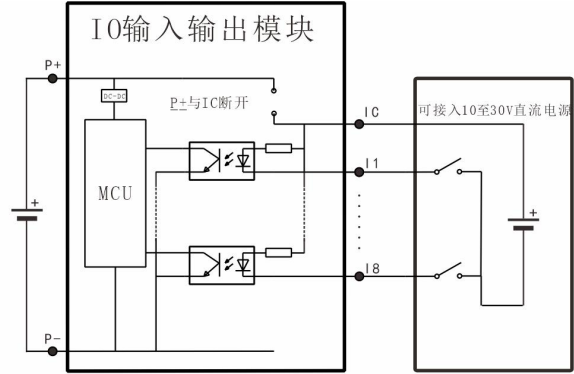 IO输入输出模块
P+
DC-DC
P+与IC断开
可接入10至30V直流电源
IC
I1
MCU
+
+
I8
P-